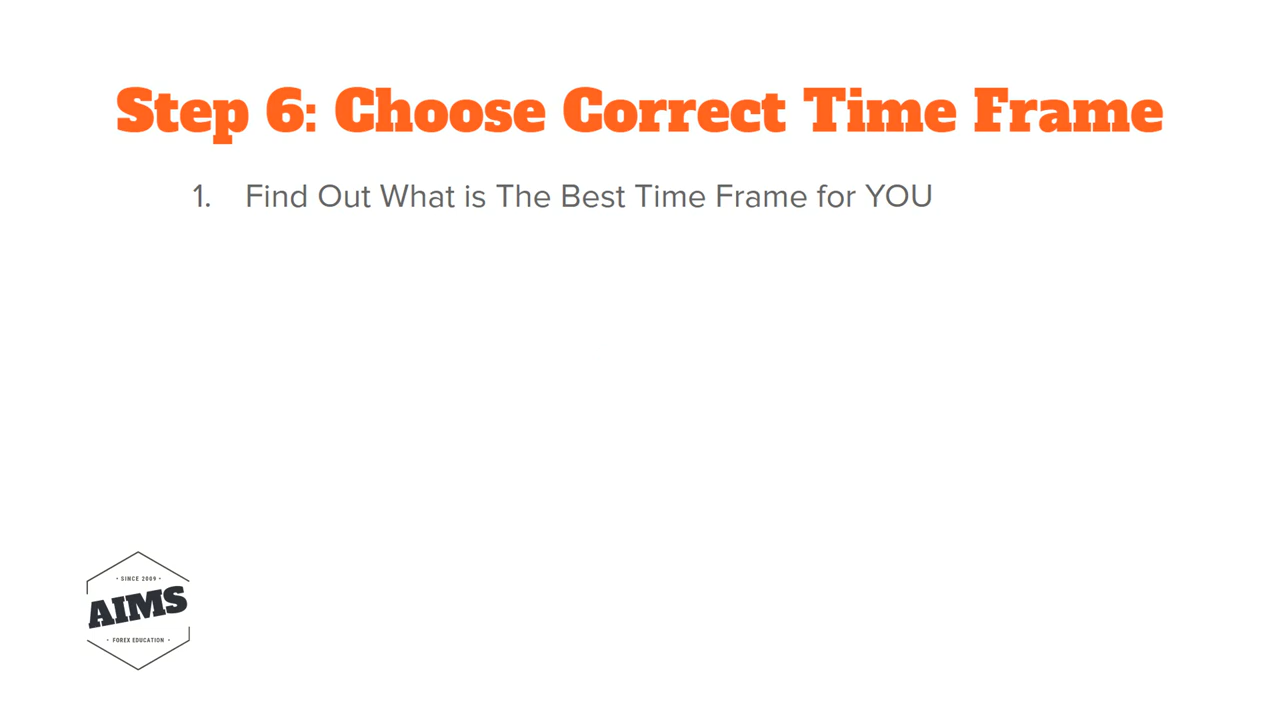 Step 6: Choose Correct Time Frame
1. Find Out What is The Best Time Frame for YOU
• SINCE 2009 •
AIMS
• FOREX EDUCATION •